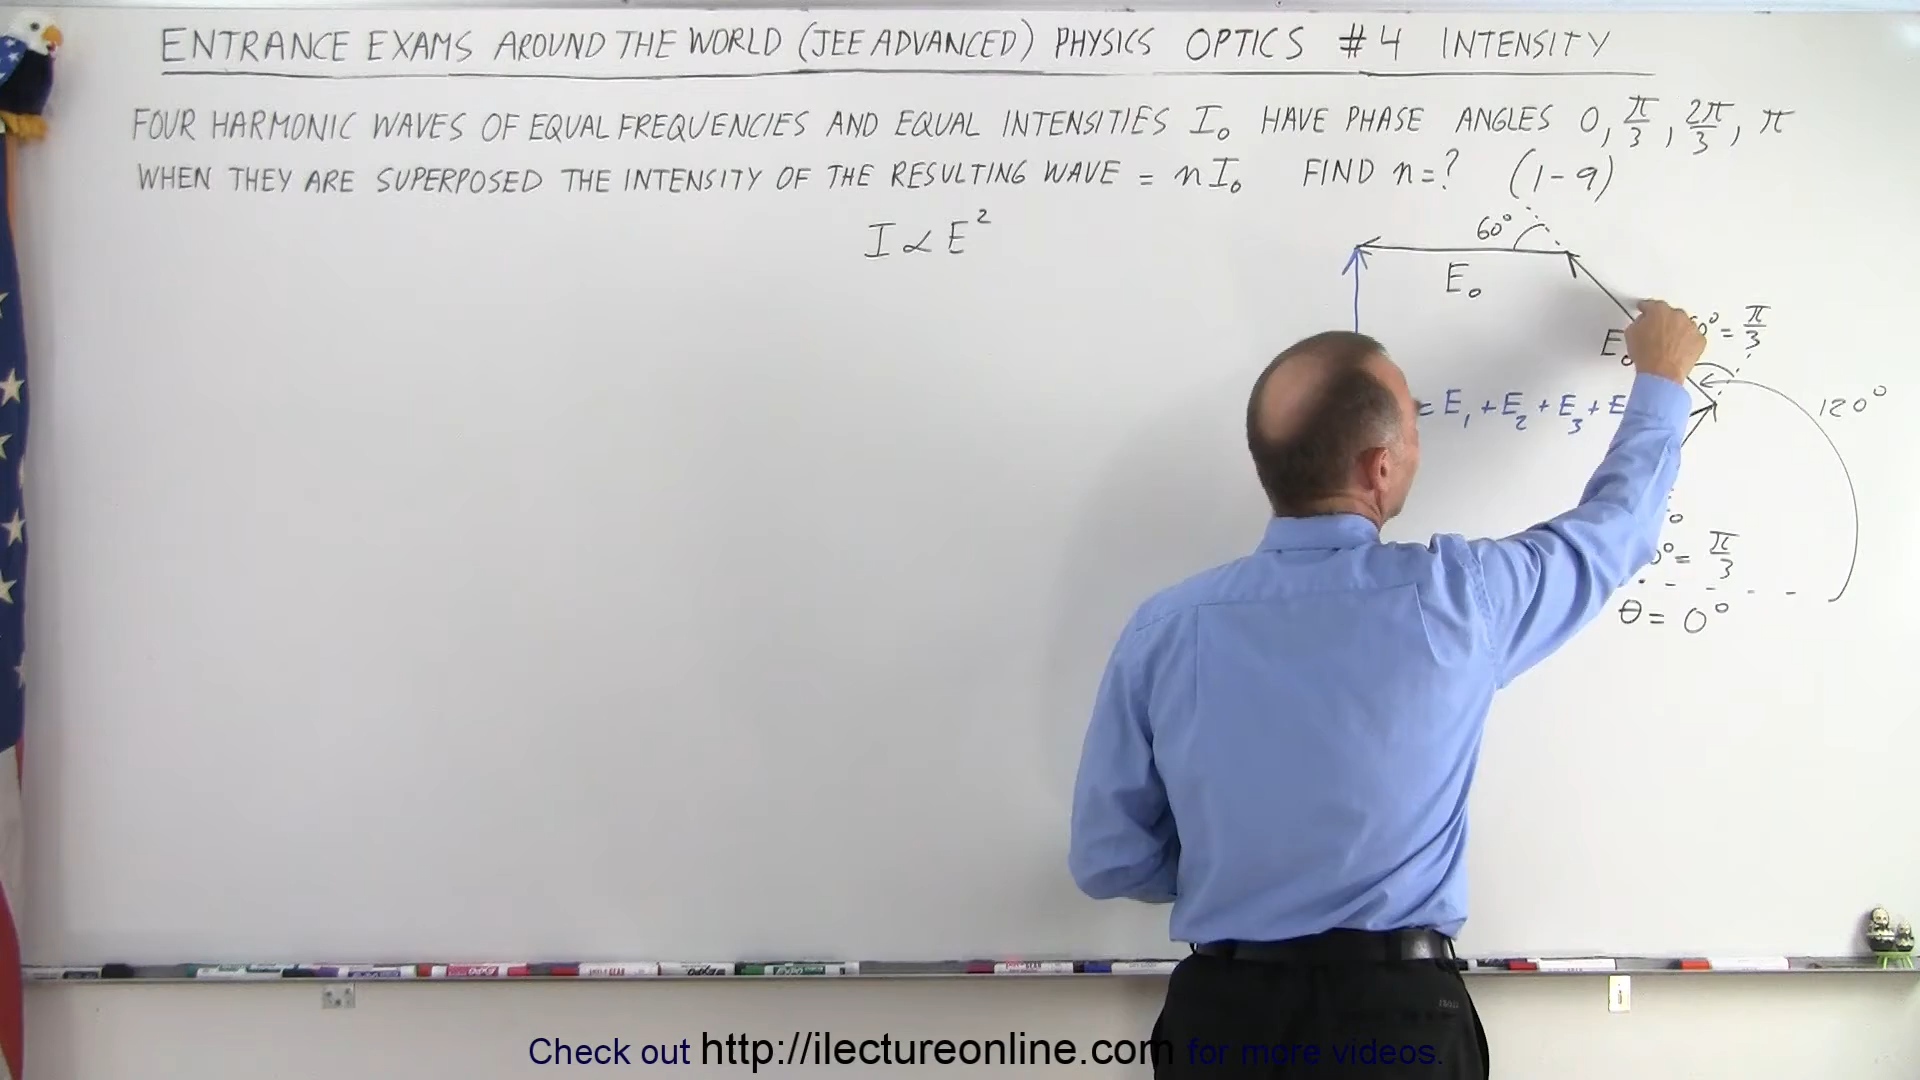 ENTRANCE EXAMS AROUND THE WORLD (JEE ADVANCED) PHYSICS OPTICS #4 INTENSITY
FOUR HARMONIC WAVES OF EQUAL FREQUENCIES AND EQUAL INTENSITIES I₀ HAVE PHASE ANGLES 0, π/3, 2π/3, π
WHEN THEY ARE SUPERPOSED THE INTENSITY OF THE RESULTING WAVE = nI₀ FIND n=? (1-9)
I ∝ E²
60°
E₀
E₀
= π/3
120°
= E₁ + E₂ + E₃ + E
= π/3
θ = 0°
Check out http://ilectureonline.com for more videos.